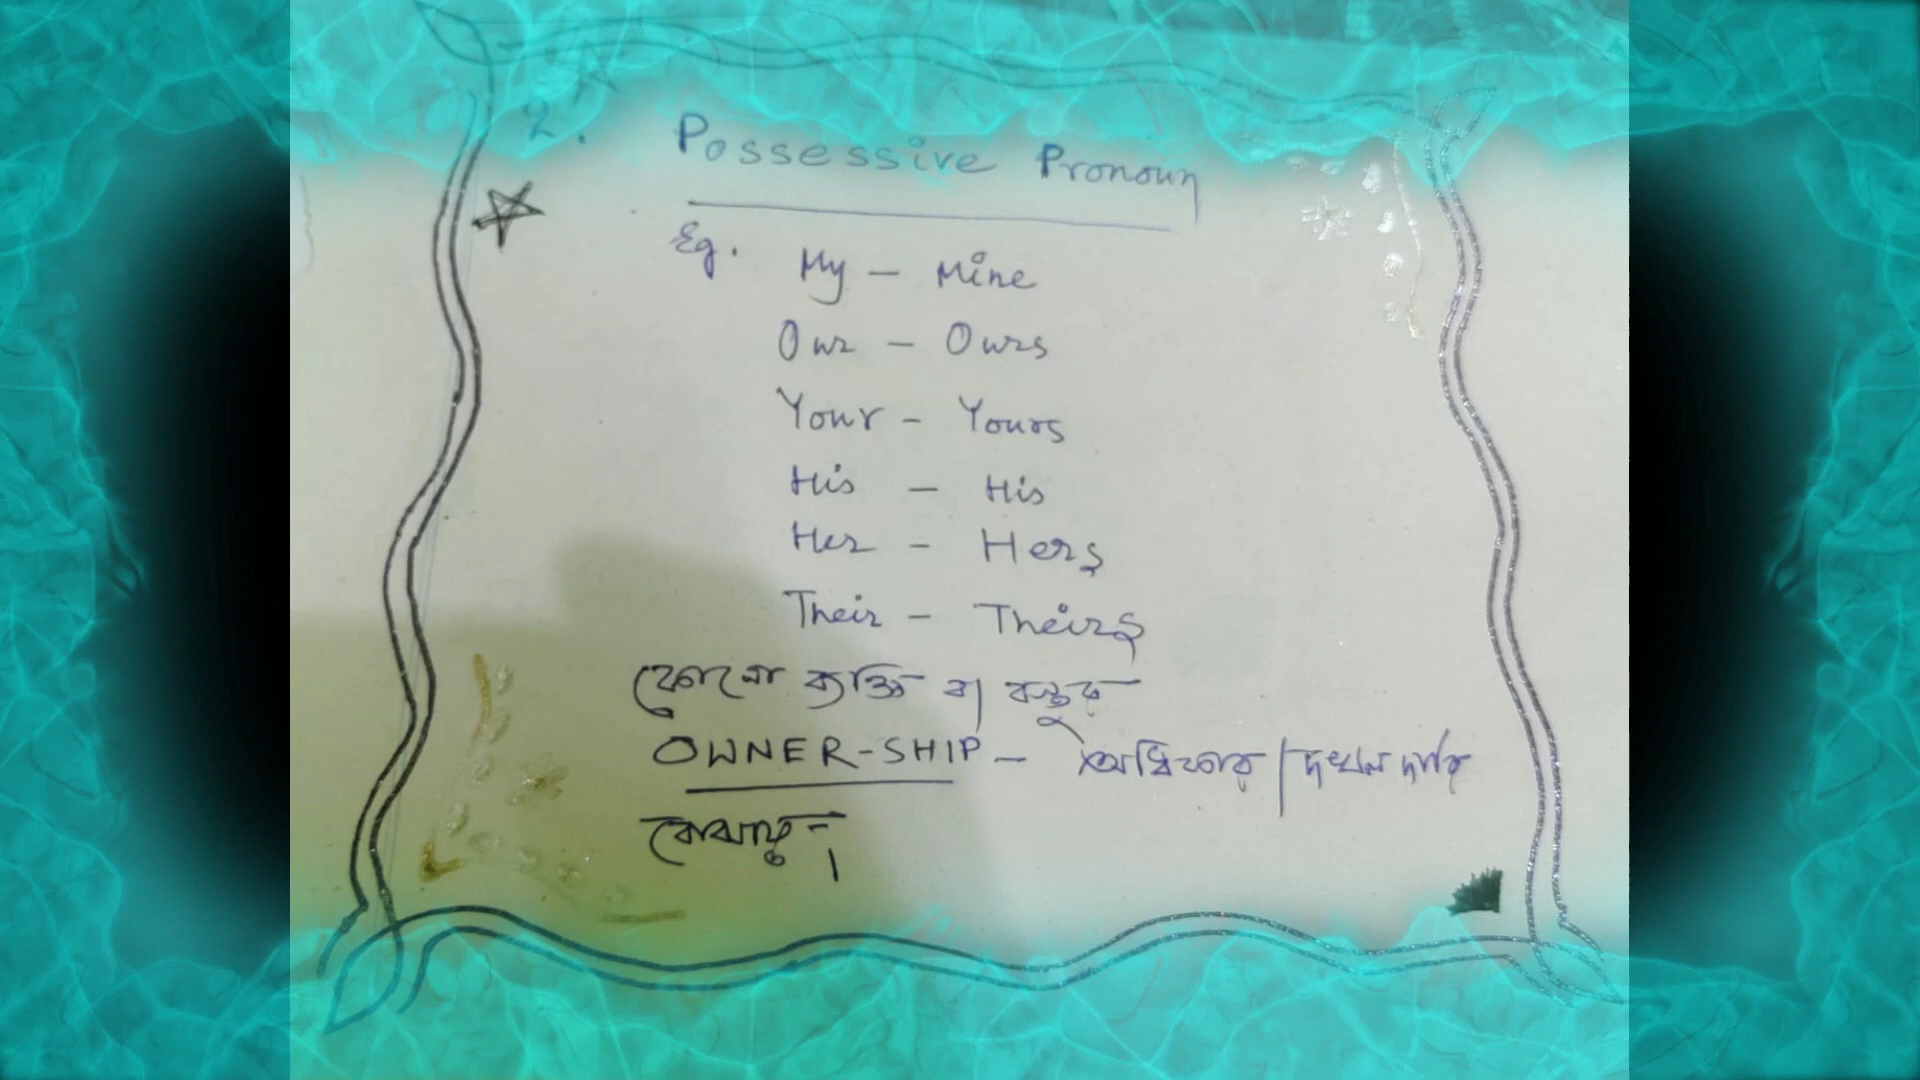 2. Possessive Pronoun
Eg. My - Mine
Our - Ours
Your - Yours
His - His
Her - Hers
Their - Theirs
কোনো ব্যক্তি বা বস্তুর
OWNER-SHIP - অধিকার / দখলদারি
বোঝায়।